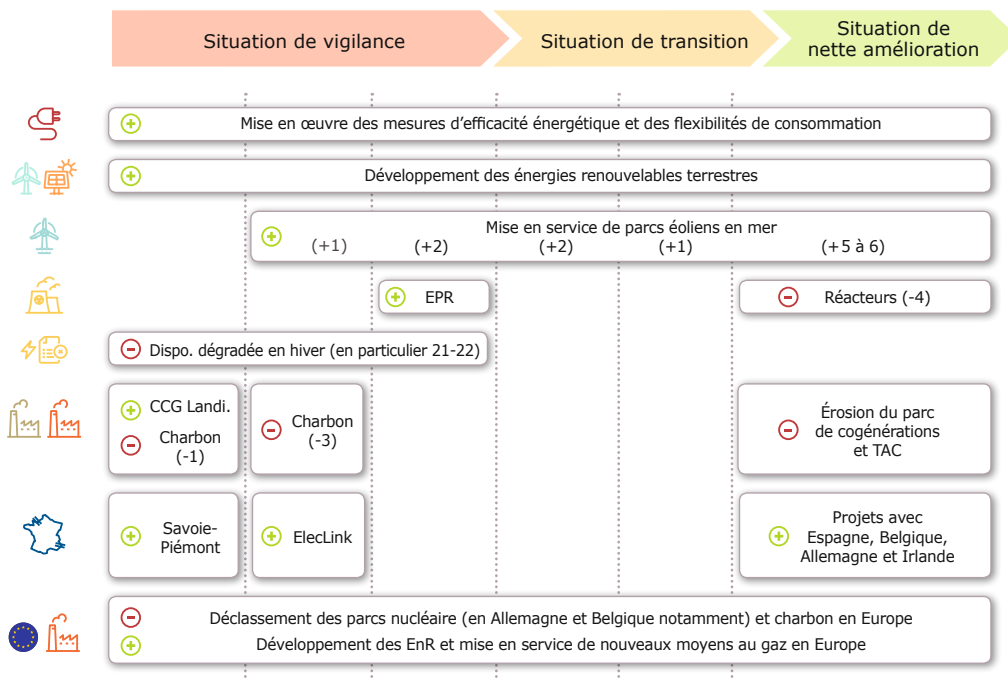 Situation de vigilance
Situation de transition
Situation de
nette amélioration
Mise en œuvre des mesures d’efficacité énergétique et des flexibilités de consommation
Développement des énergies renouvelables terrestres
Mise en service de parcs éoliens en mer
(+1) (+2) (+2) (+1) (+5 à 6)
EPR
Réacteurs (-4)
Dispo. dégradée en hiver (en particulier 21-22)
CCG Landi.
Charbon
(-1)
Charbon
(-3)
Érosion du parc
de cogénérations
et TAC
Savoie-
Piémont
ElecLink
Projets avec
Espagne, Belgique,
Allemagne et Irlande
Déclassement des parcs nucléaire (en Allemagne et Belgique notamment) et charbon en Europe
Développement des EnR et mise en service de nouveaux moyens au gaz en Europe